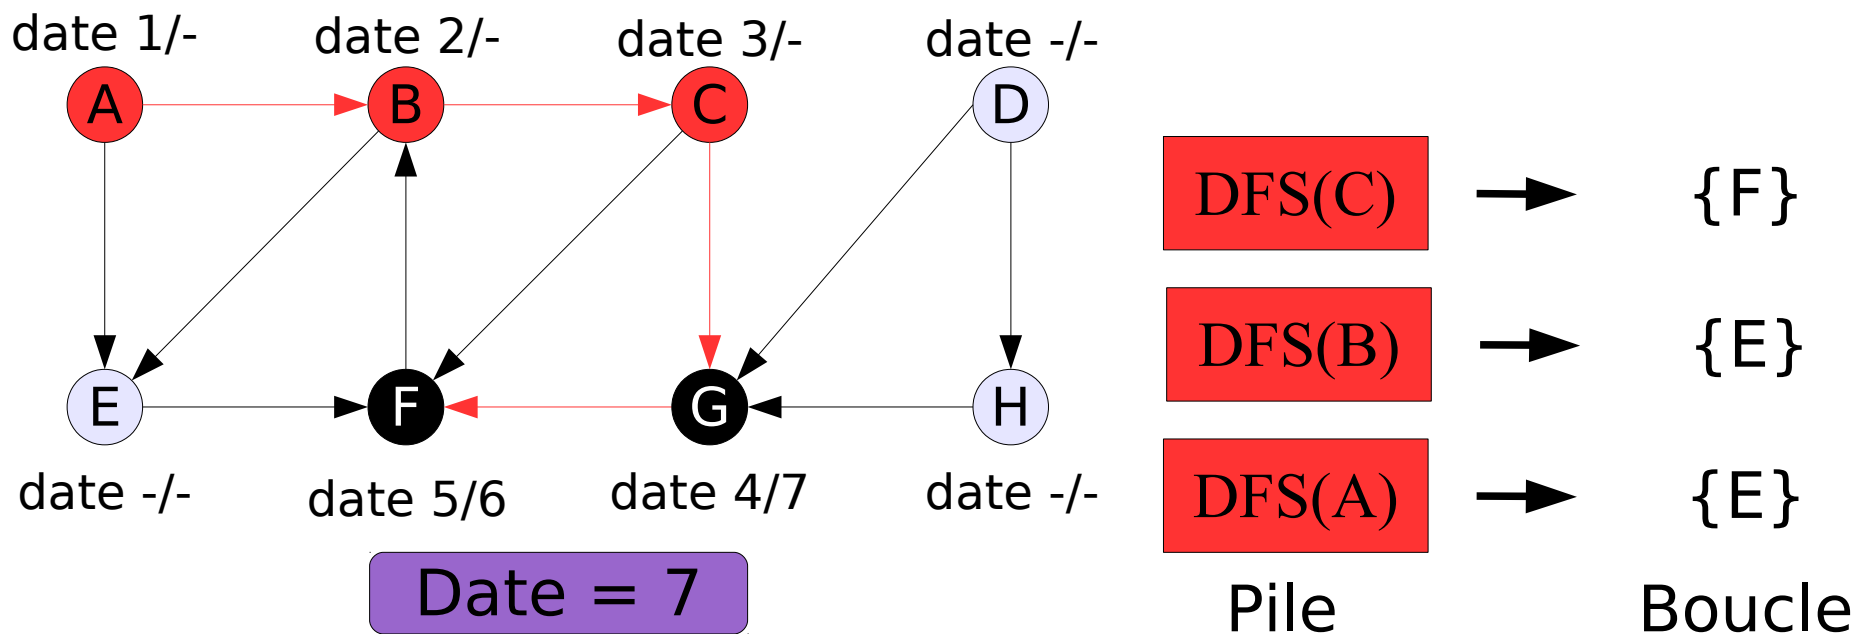 date 1/-
date 2/-
date 3/-
date -/-
A
B
C
D
E
F
G
H
date -/-
date 5/6
date 4/7
date -/-
Date = 7
DFS(C)
{F}
DFS(B)
{E}
DFS(A)
{E}
Pile
Boucle